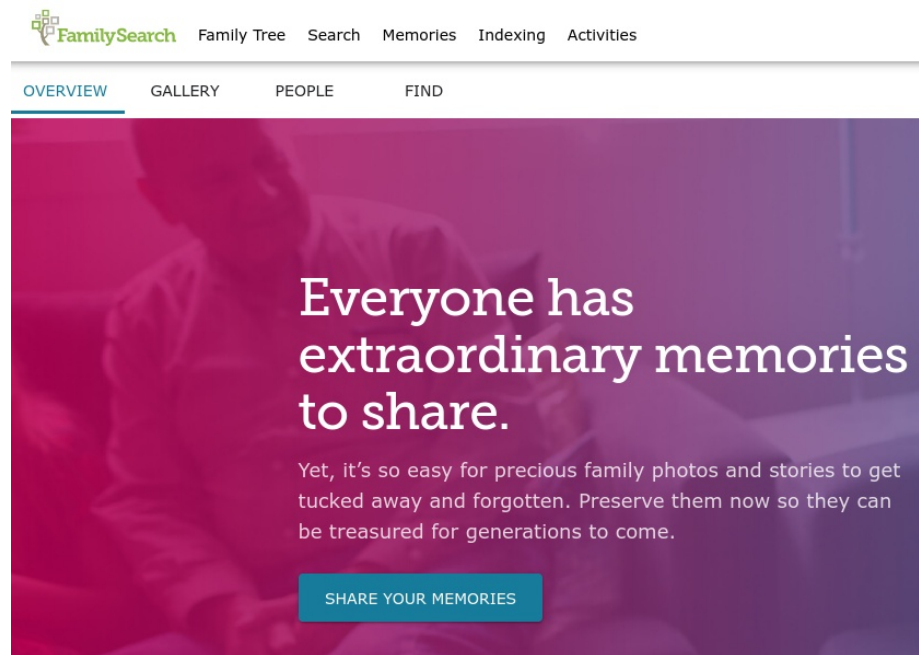 FamilySearch Family Tree Search Memories Indexing Activities
OVERVIEW GALLERY PEOPLE FIND
Everyone has
extraordinary memories
to share.
Yet, it’s so easy for precious family photos and stories to get
tucked away and forgotten. Preserve them now so they can
be treasured for generations to come.
SHARE YOUR MEMORIES